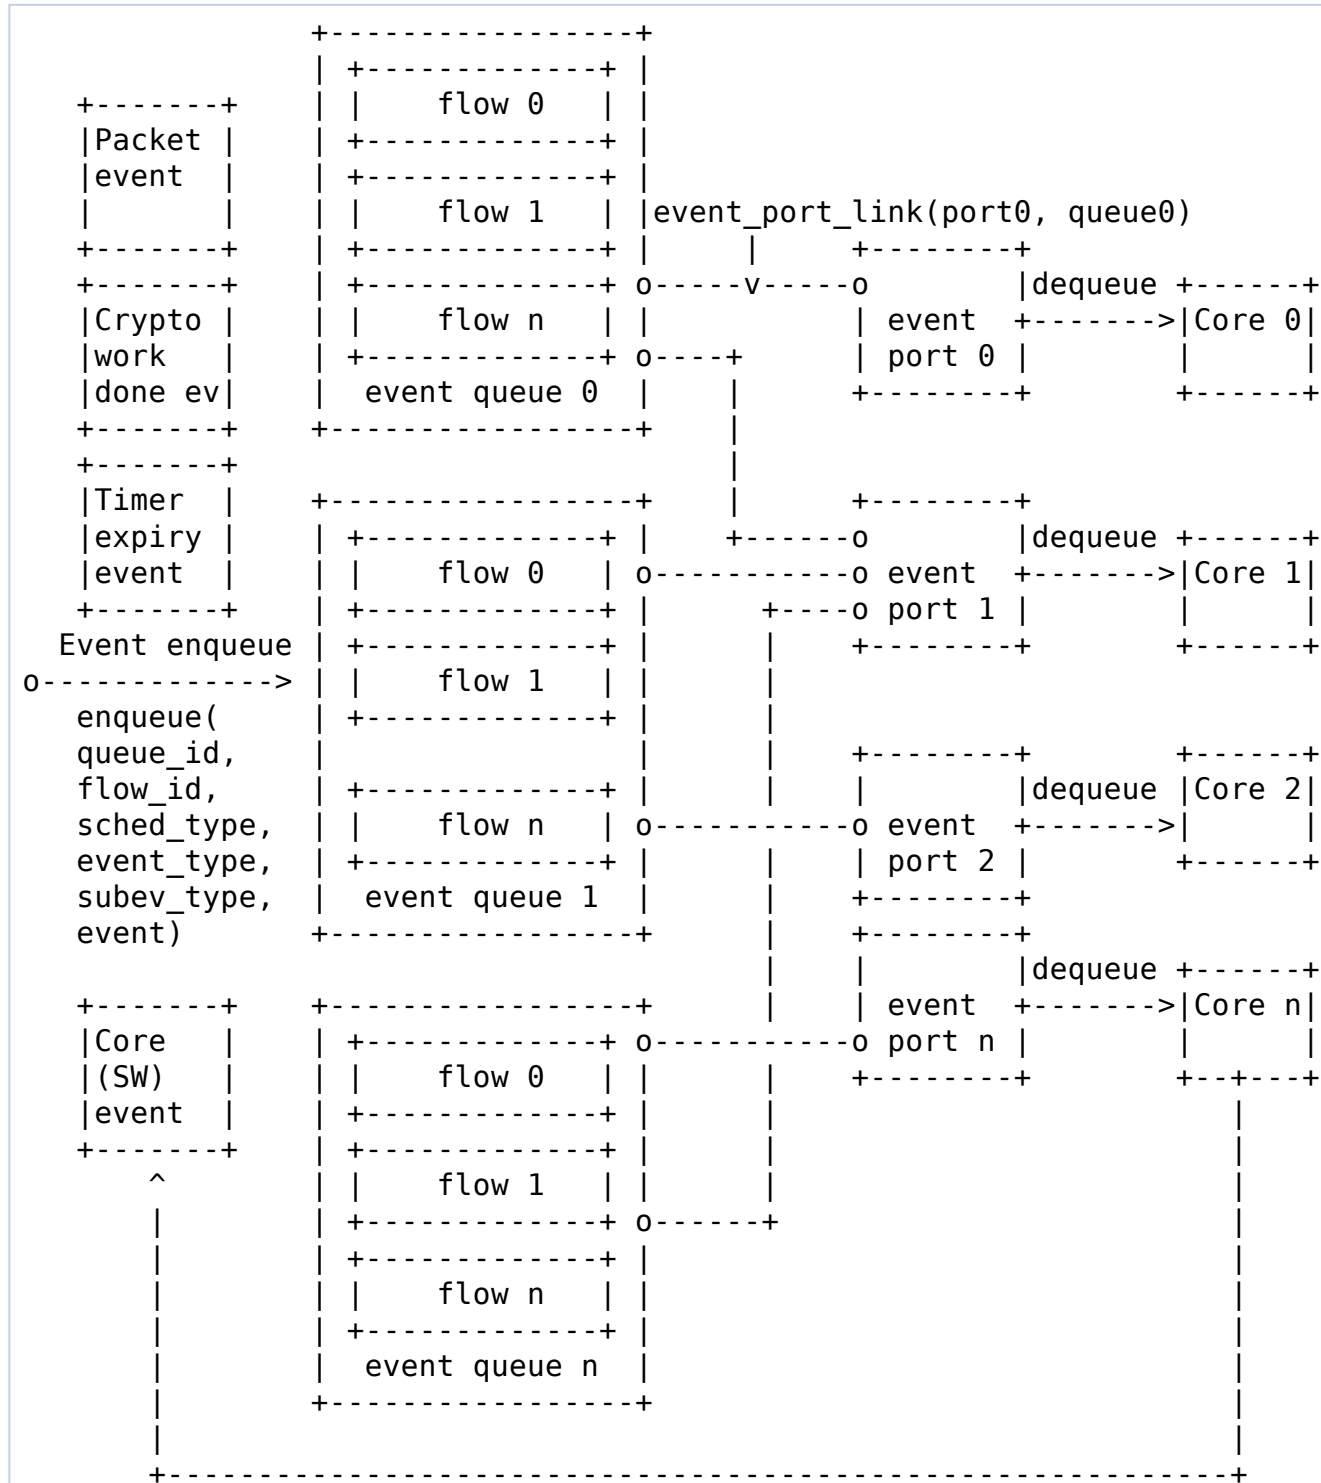 +-----------------+
                | +-------------+ |
   +-------+    | |    flow 0   | |
   |Packet |    | +-------------+ |
   |event  |    | +-------------+ |
   |       |    | |    flow 1   | |event_port_link(port0, queue0)
   +-------+    | +-------------+ |     |     +--------+
   +-------+    | +-------------+ o-----v-----o        |dequeue +------+
   |Crypto |    | |    flow n   | |           | event  +------->|Core 0|
   |work   |    | +-------------+ o----+      | port 0 |        |      |
   |done ev|    |  event queue 0  |    |      +--------+        +------+
   +-------+    +-----------------+    |
   +-------+                           |
   |Timer  |    +-----------------+    |      +--------+
   |expiry |    | +-------------+ |    +------o        |dequeue +------+
   |event  |    | |    flow 0   | o-----------o event  +------->|Core 1|
   +-------+    | +-------------+ |      +----o port 1 |        |      |
  Event enqueue | +-------------+ |      |    +--------+        +------+
o-------------> | |    flow 1   | |      |
   enqueue(     | +-------------+ |      |
   queue_id,    |                 |      |    +--------+        +------+
   flow_id,     | +-------------+ |      |    |        |dequeue |Core 2|
   sched_type,  | |    flow n   | o-----------o event  +------->|      |
   event_type,  | +-------------+ |      |    | port 2 |        +------+
   subev_type,  |  event queue 1  |      |    +--------+
   event)       +-----------------+      |    +--------+
                                         |    |        |dequeue +------+
   +-------+    +-----------------+      |    | event  +------->|Core n|
   |Core   |    | +-------------+ o-----------o port n |        |      |
   |(SW)   |    | |    flow 0   | |      |    +--------+        +--+---+
   |event  |    | +-------------+ |      |                         |
   +-------+    | +-------------+ |      |                         |
       ^        | |    flow 1   | |      |                         |
       |        | +-------------+ o------+                         |
       |        | +-------------+ |                                |
       |        | |    flow n   | |                                |
       |        | +-------------+ |                                |
       |        |  event queue n  |                                |
       |        +-----------------+                                |
       |                                                           |
       +-----------------------------------------------------------+